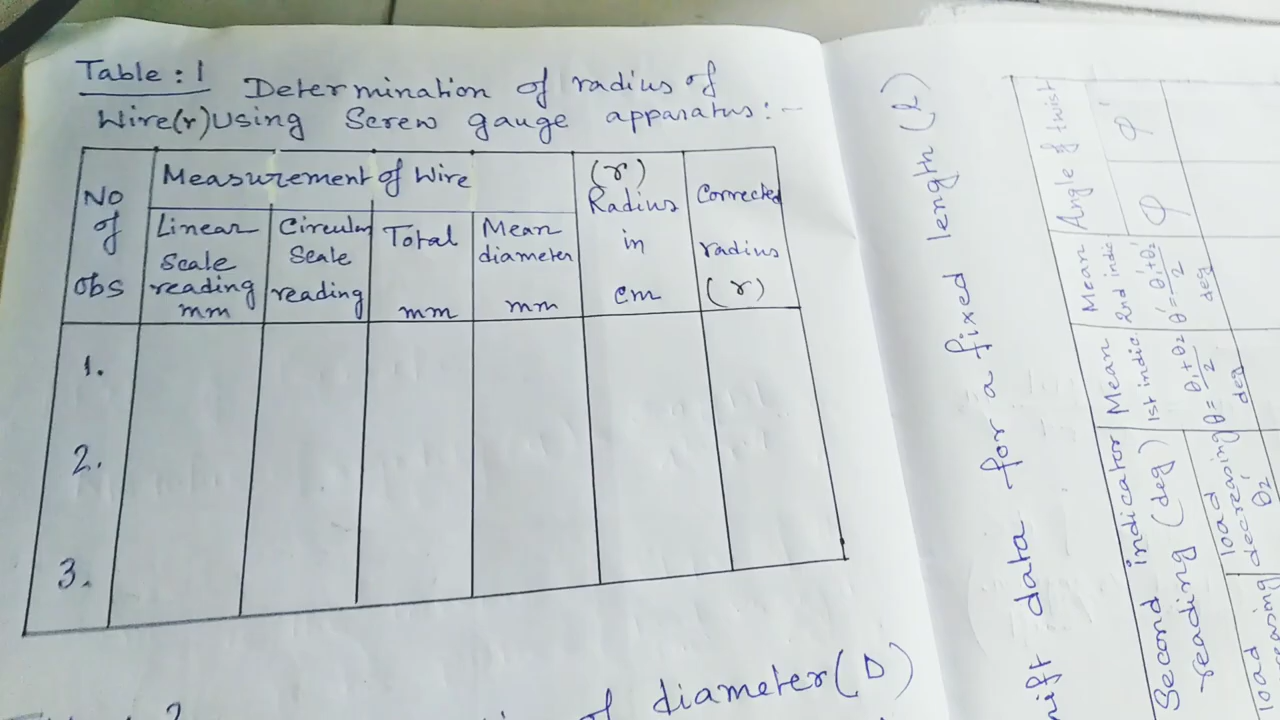 Table : 1 Determination of radius of
Wire(r) Using Screw gauge apparatus :-
No of obs
Measurement of Wire
Linear Scale reading mm
Circular Scale reading
Total mm
Mean diameter mm
(r) Radius in cm
Corrected radius (r)
1.
2.
3.
of diameter (D)
data for a fixed length (l)
Second indicator reading (deg)
load decreasing θ2'
load
Mean 1st indic. θ = θ1+θ2 / 2 deg
Mean 2nd indic. θ' = θ1'+θ2' / 2 deg
Angle of twist
φ
φ'